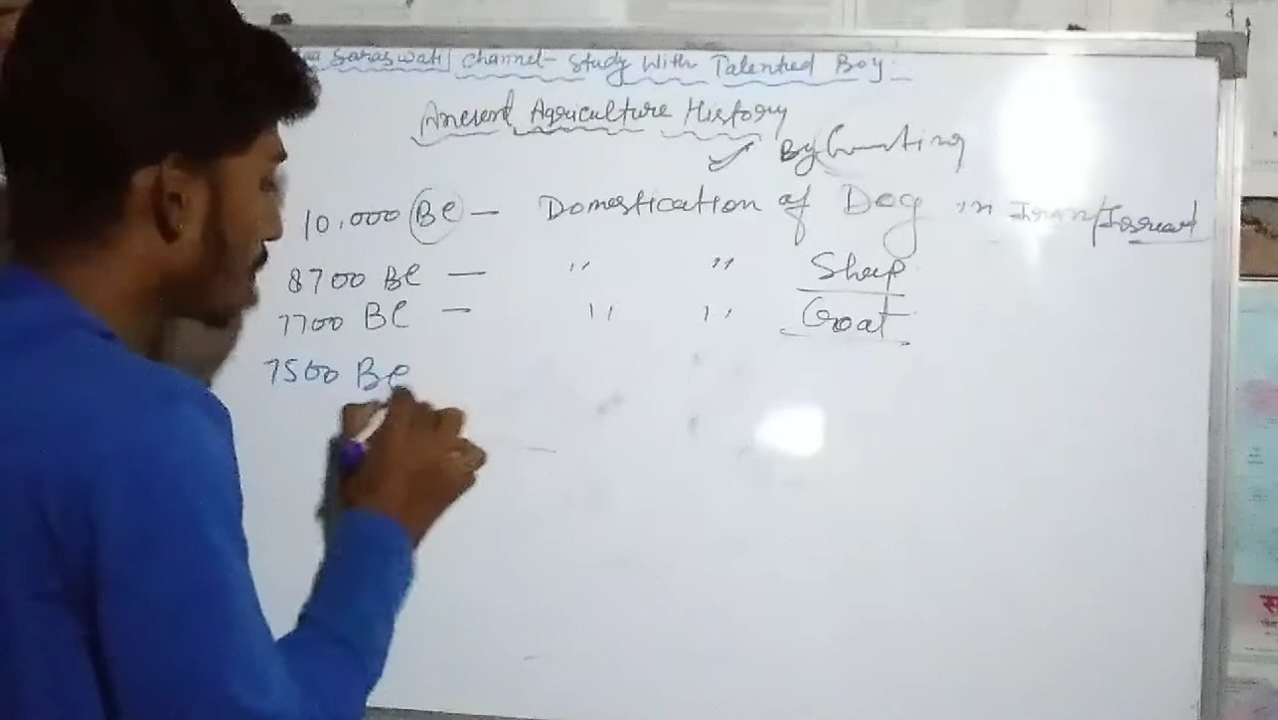 Saraswati | Channel- Study With Talented Boy.
Ancient Agriculture History
✓ By hunting
10,000 BC — Domestication of Dog in Iran/
8700 BC — " " Sheep
7700 BC — " " Goat
7500 BC